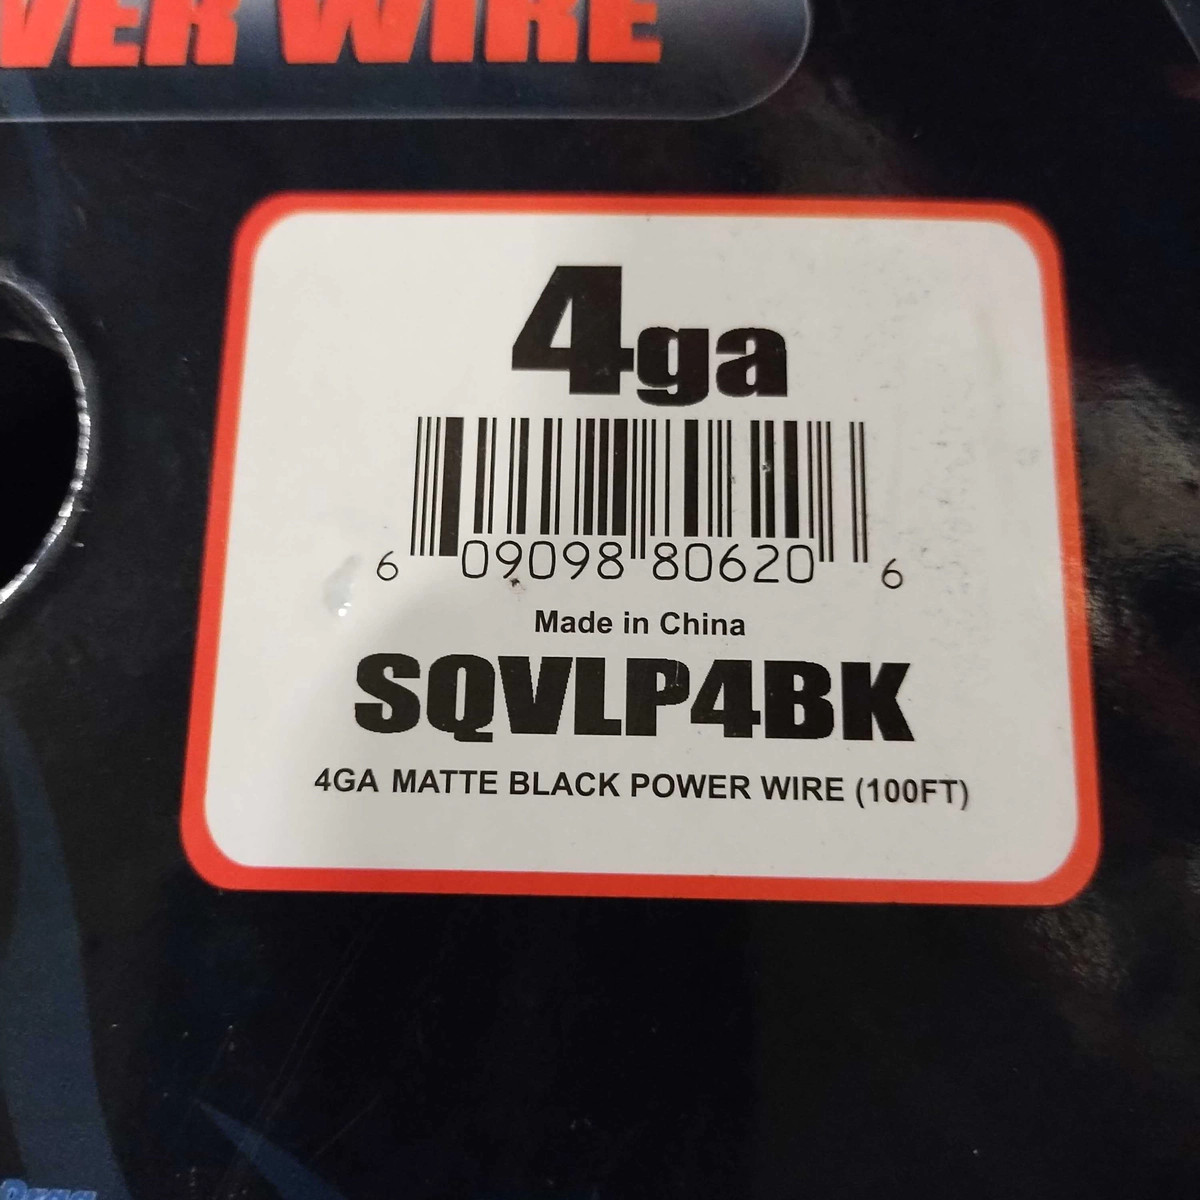 VER WIRE
4ga
6 09098 80620 6
Made in China
SQVLP4BK
4GA MATTE BLACK POWER WIRE (100FT)